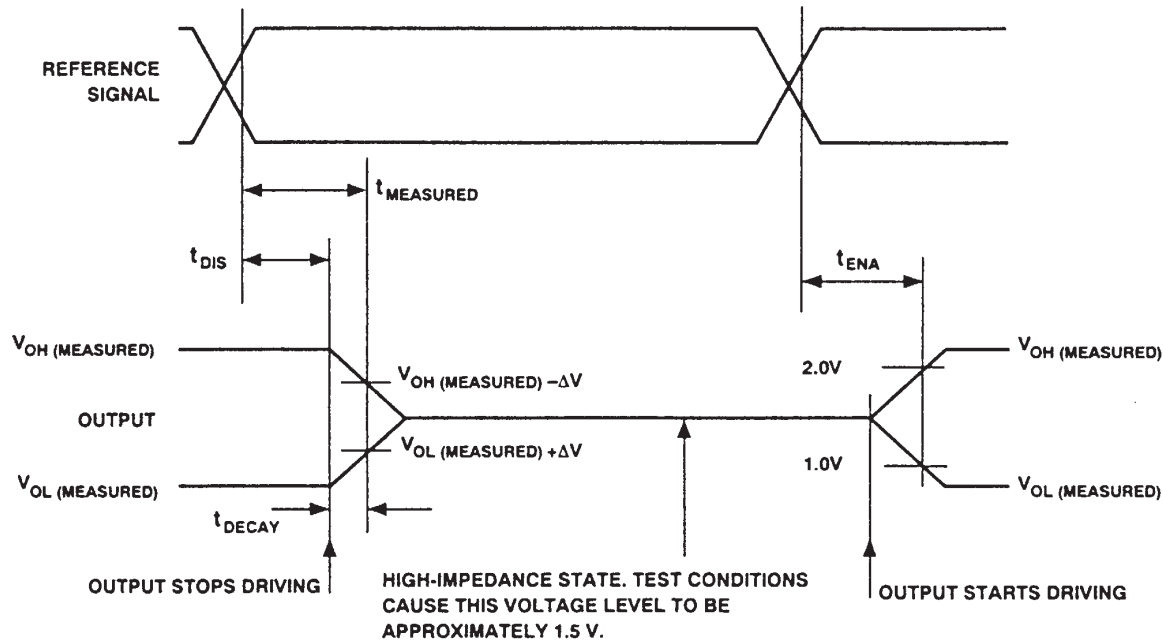 REFERENCE
SIGNAL
tMEASURED
tDIS
tENA
VOH (MEASURED)
VOH (MEASURED) –ΔV
2.0V
VOH (MEASURED)
OUTPUT
VOL (MEASURED) +ΔV
1.0V
VOL (MEASURED)
VOL (MEASURED)
tDECAY
OUTPUT STOPS DRIVING
HIGH-IMPEDANCE STATE. TEST CONDITIONS
CAUSE THIS VOLTAGE LEVEL TO BE
APPROXIMATELY 1.5 V.
OUTPUT STARTS DRIVING